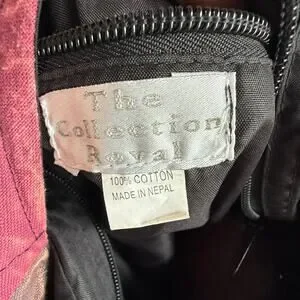 The
Collection
Royal
100% COTTON
MADE IN NEPAL